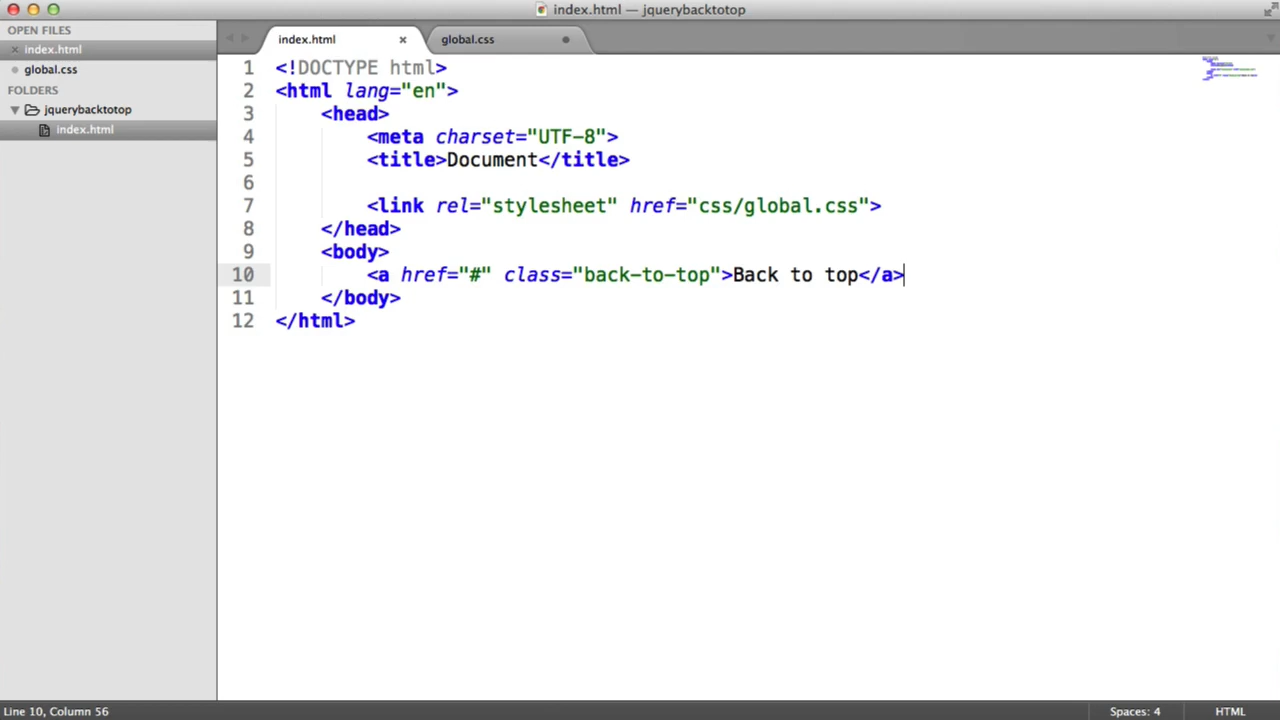 index.html — jquerybacktotop
OPEN FILES
index.html
global.css
FOLDERS
jquerybacktotop
index.html
index.html
global.css
1 <!DOCTYPE html>
2 <html lang="en">
3 <head>
4 <meta charset="UTF-8">
5 <title>Document</title>
6
7 <link rel="stylesheet" href="css/global.css">
8 </head>
9 <body>
10 <a href="#" class="back-to-top">Back to top</a>
11 </body>
12 </html>
Line 10, Column 56
Spaces: 4
HTML